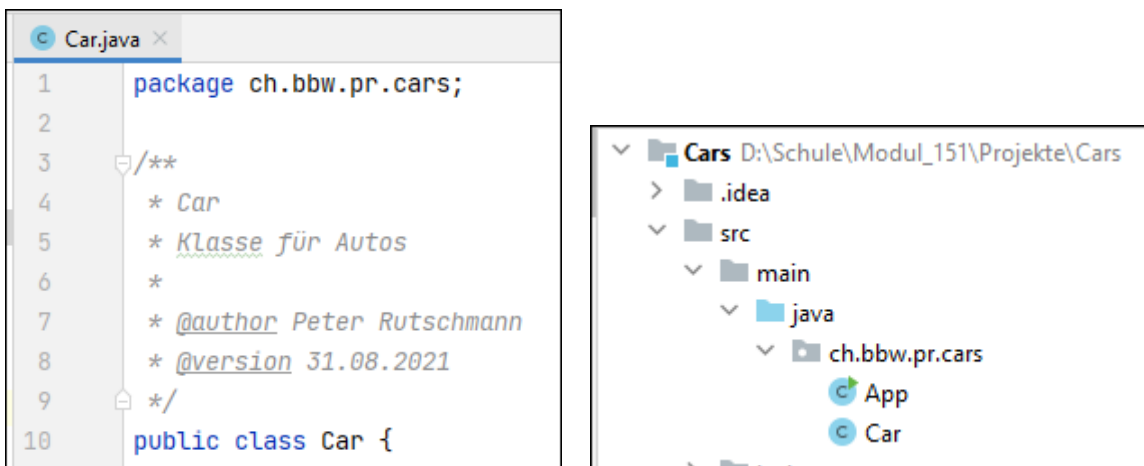 Car.java
1 package ch.bbw.pr.cars;
2
3 /**
4 * Car
5 * Klasse für Autos
6 *
7 * @author Peter Rutschmann
8 * @version 31.08.2021
9 */
10 public class Car {
Cars D:\Schule\Modul_151\Projekte\Cars
.idea
src
main
java
ch.bbw.pr.cars
App
Car